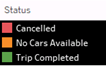 Status
Cancelled
No Cars Available
Trip Completed